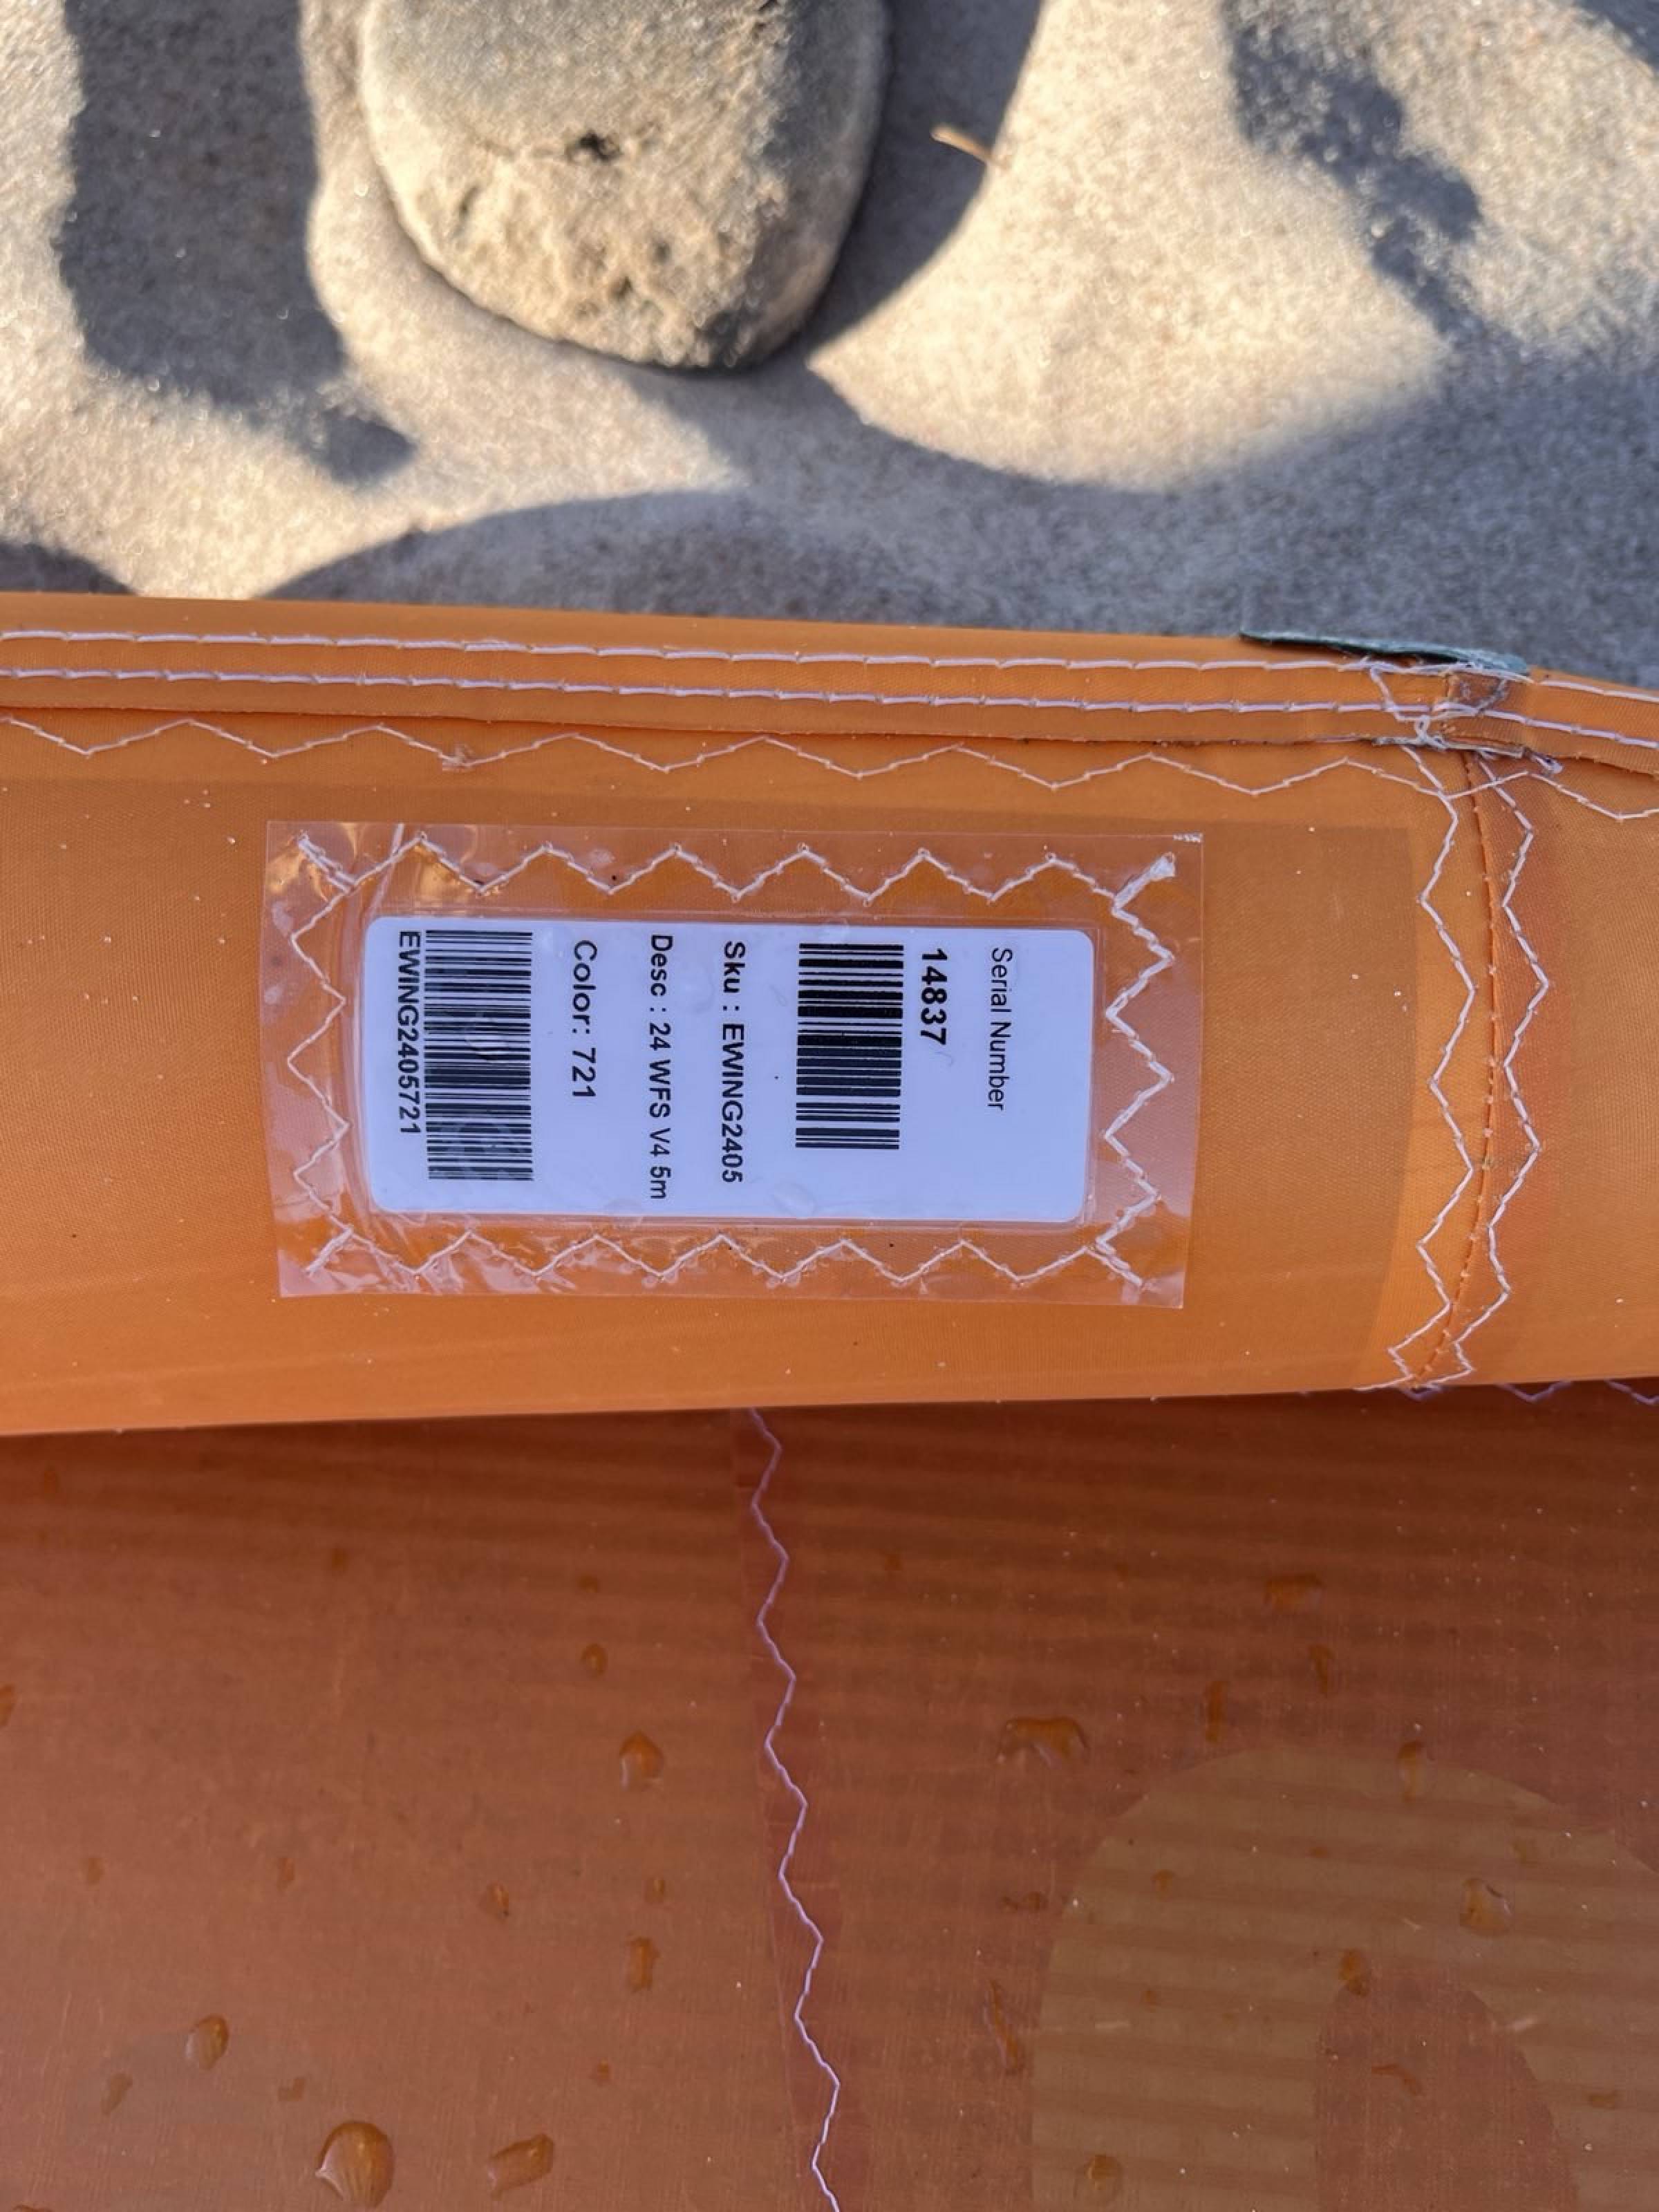 Serial Number
14837
Sku : EWING2405
Desc : 24 WFS V4 5m
Color: 721
EWING2405721